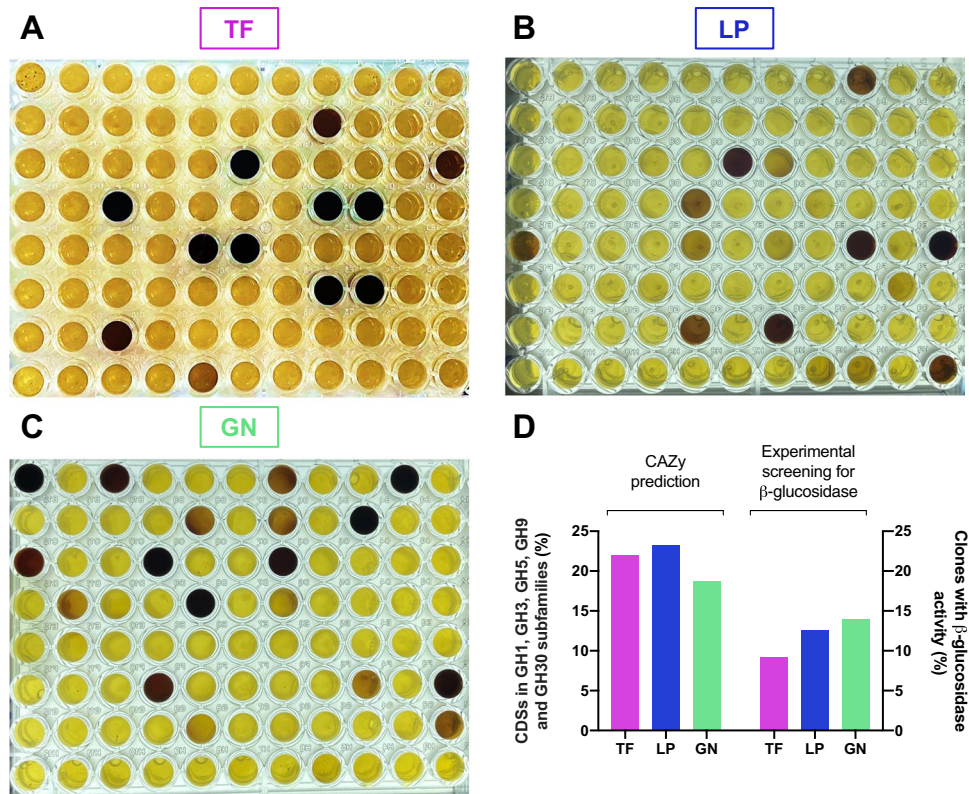 A
TF
B
LP
C
GN
D
CAZy
prediction
Experimental
screening for
β-glucosidase
CDSs in GH1, GH3, GH5, GH9
and GH30 subfamilies (%)
25
20
15
10
5
0
25
20
15
10
5
0
Clones with β-glucosidase
activity (%)
TF LP GN TF LP GN